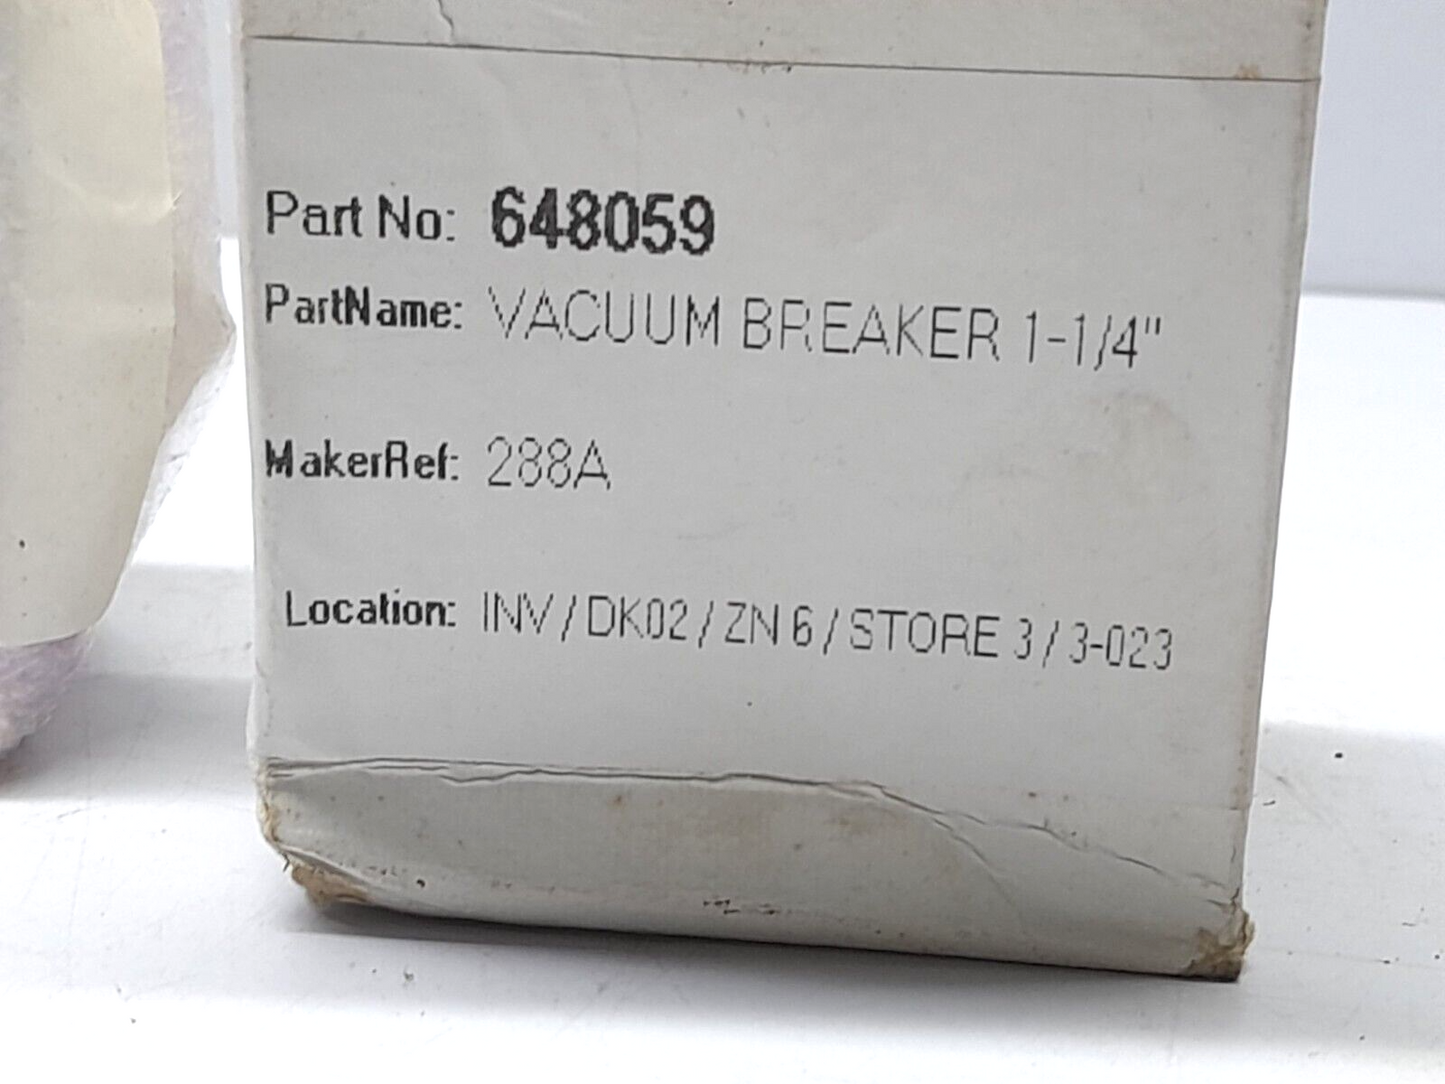 Part No: 648059
PartName: VACUUM BREAKER 1-1/4"
MakerRef: 288A
Location: INV / DK02 / ZN 6 / STORE 3 / 3-023